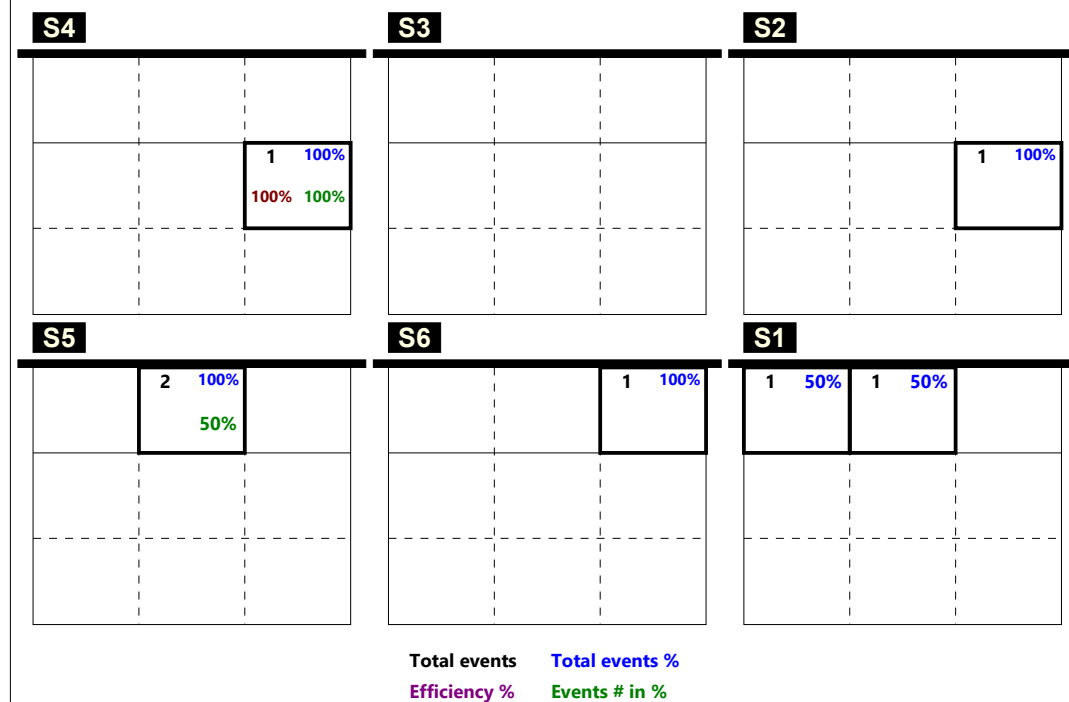 S4 S3 S2
1 100% 1 100%
100% 100%
S5 S6 S1
2 100% 1 100% 1 50% 1 50%
50%
Total events Total events %
Efficiency % Events # in %